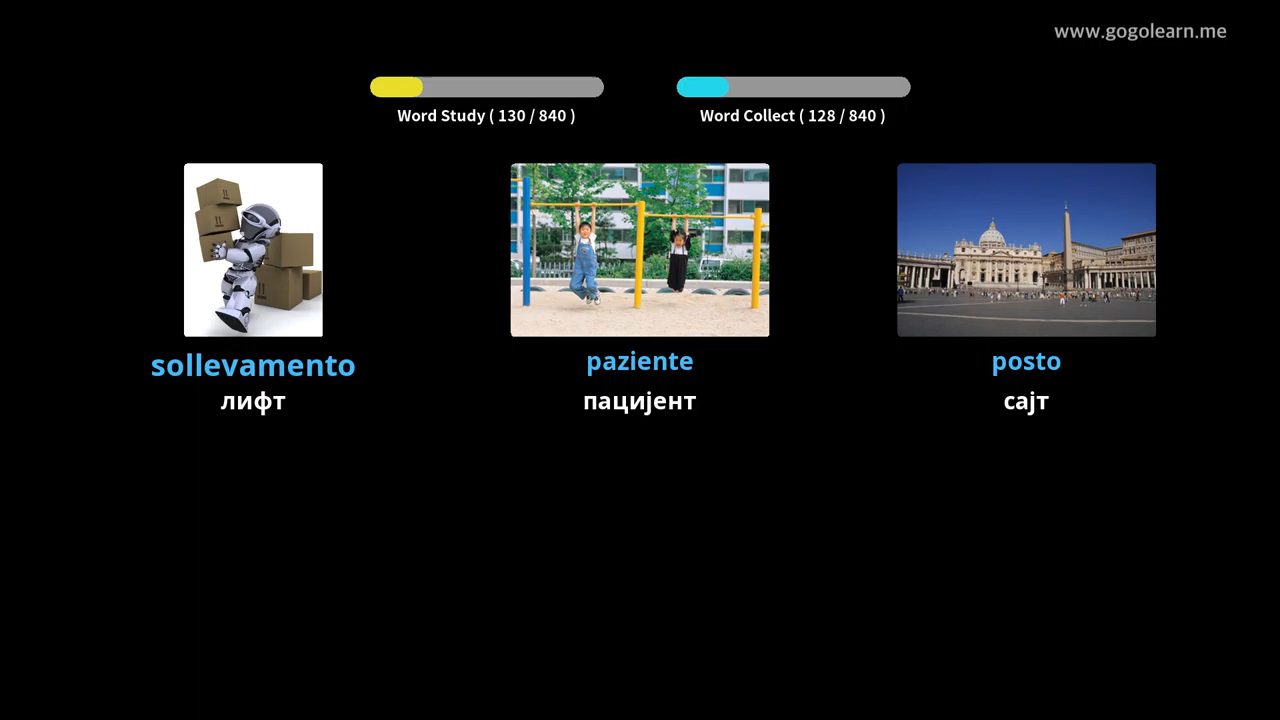 www.gogolearn.me
Word Study ( 130 / 840 )
Word Collect ( 128 / 840 )
sollevamento
лифт
paziente
пацијент
posto
сајт